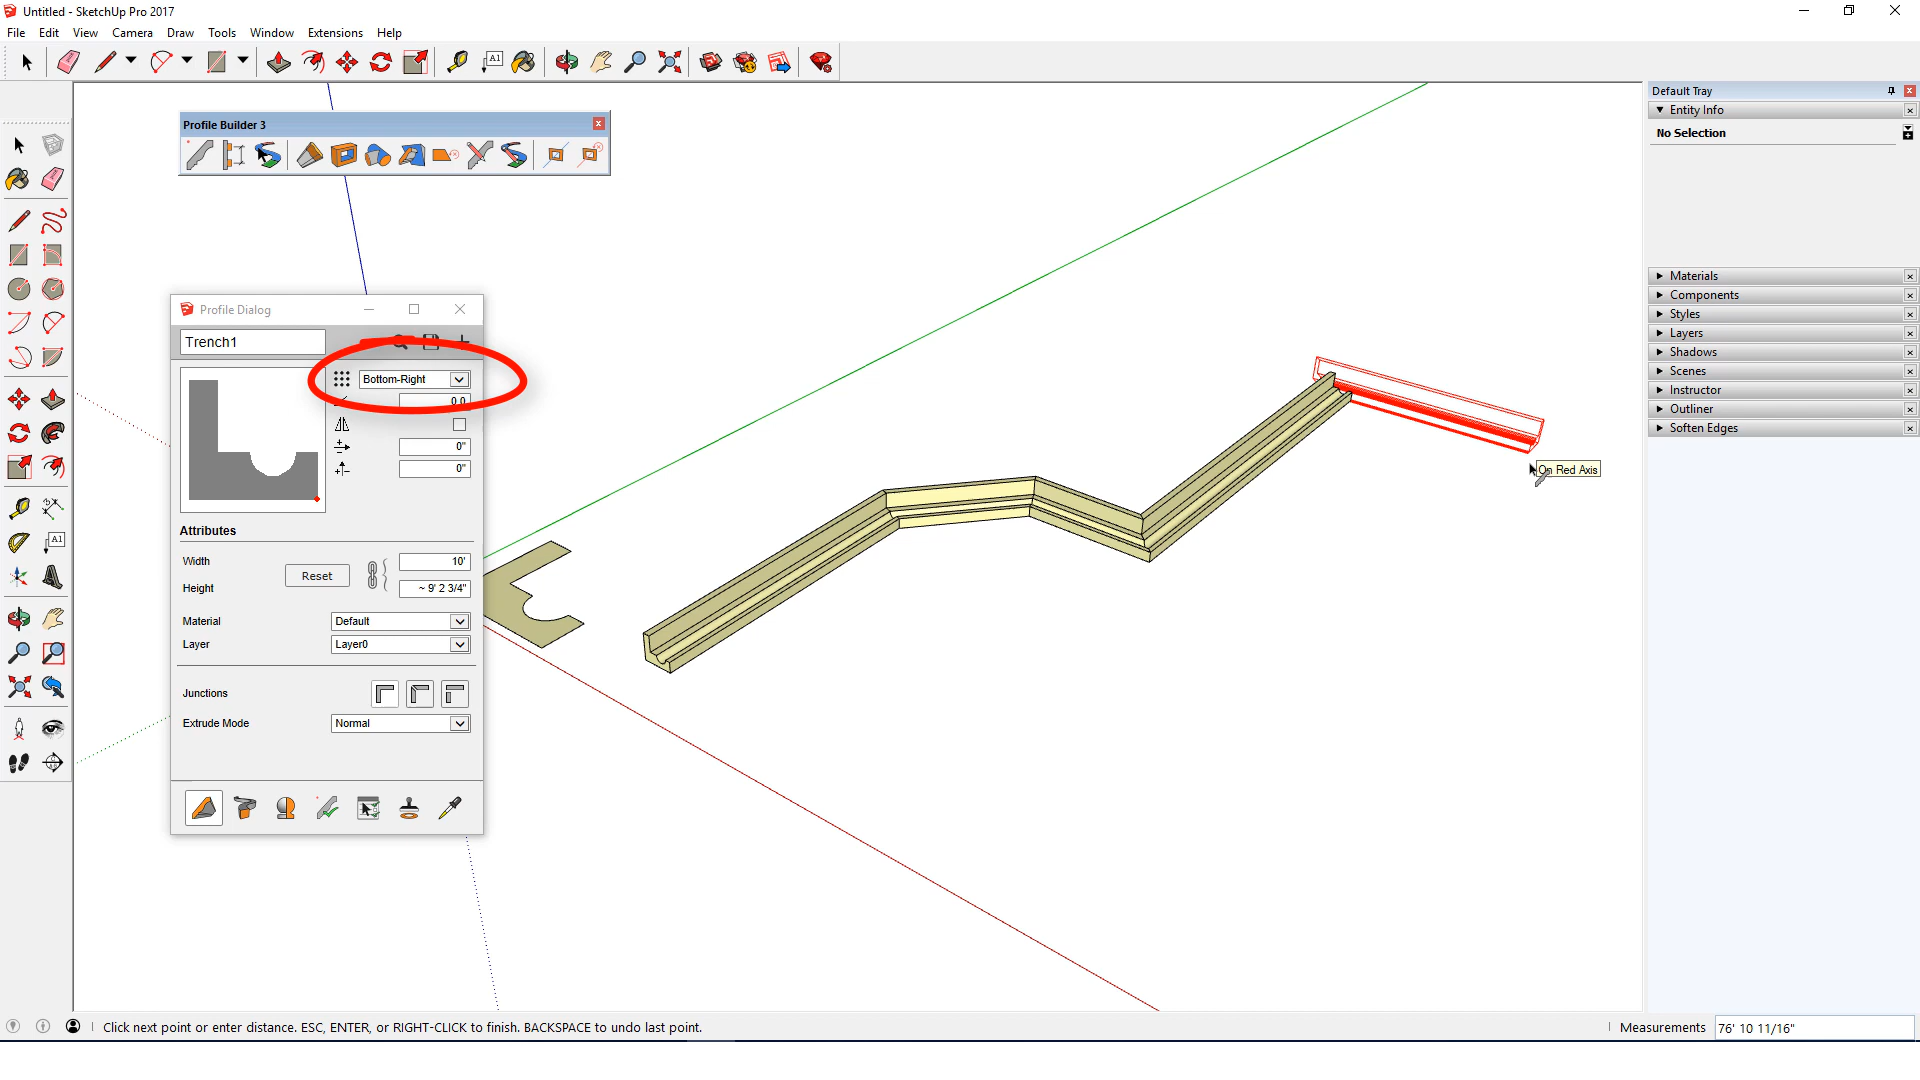 Untitled - SketchUp Pro 2017
File Edit View Camera Draw Tools Window Extensions Help
A1
Default Tray
Entity Info
No Selection
Profile Builder 3
Materials
Components
Styles
Layers
Shadows
Scenes
Instructor
Outliner
Soften Edges
Profile Dialog
Trench1
Bottom-Right
0.0
0"
0"
On Red Axis
A1
Attributes
Width 10'
Reset
Height ~ 9' 2 3/4"
Material Default
Layer Layer0
Junctions
Extrude Mode Normal
Click next point or enter distance. ESC, ENTER, or RIGHT-CLICK to finish. BACKSPACE to undo last point.
Measurements 76' 10 11/16"